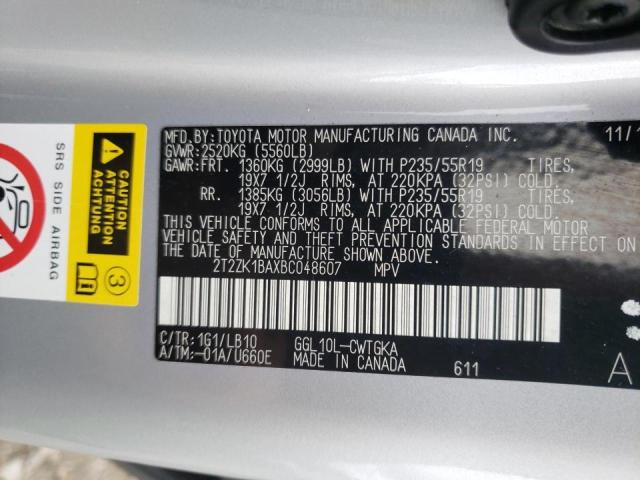 MFD. BY: TOYOTA MOTOR MANUFACTURING CANADA INC. 11/1
GVWR: 2520KG (5560LB)
GAWR: FRT. 1360KG (2999LB) WITH P235/55R19 TIRES,
19X7 1/2J RIMS, AT 220KPA (32PSI) COLD.
RR. 1385KG (3056LB) WITH P235/55R19 TIRES,
19X7 1/2J RIMS, AT 220KPA (32PSI) COLD.
THIS VEHICLE CONFORMS TO ALL APPLICABLE FEDERAL MOTOR
VEHICLE SAFETY AND THEFT PREVENTION STANDARDS IN EFFECT ON
THE DATE OF MANUFACTURE SHOWN ABOVE.
2T2ZK1BAXBC048607 MPV
C/TR: 1G1/LB10 GGL10L-CWTGKA
A/TM: -01A/U660E MADE IN CANADA 611 A
SRS SIDE AIRBAG
3